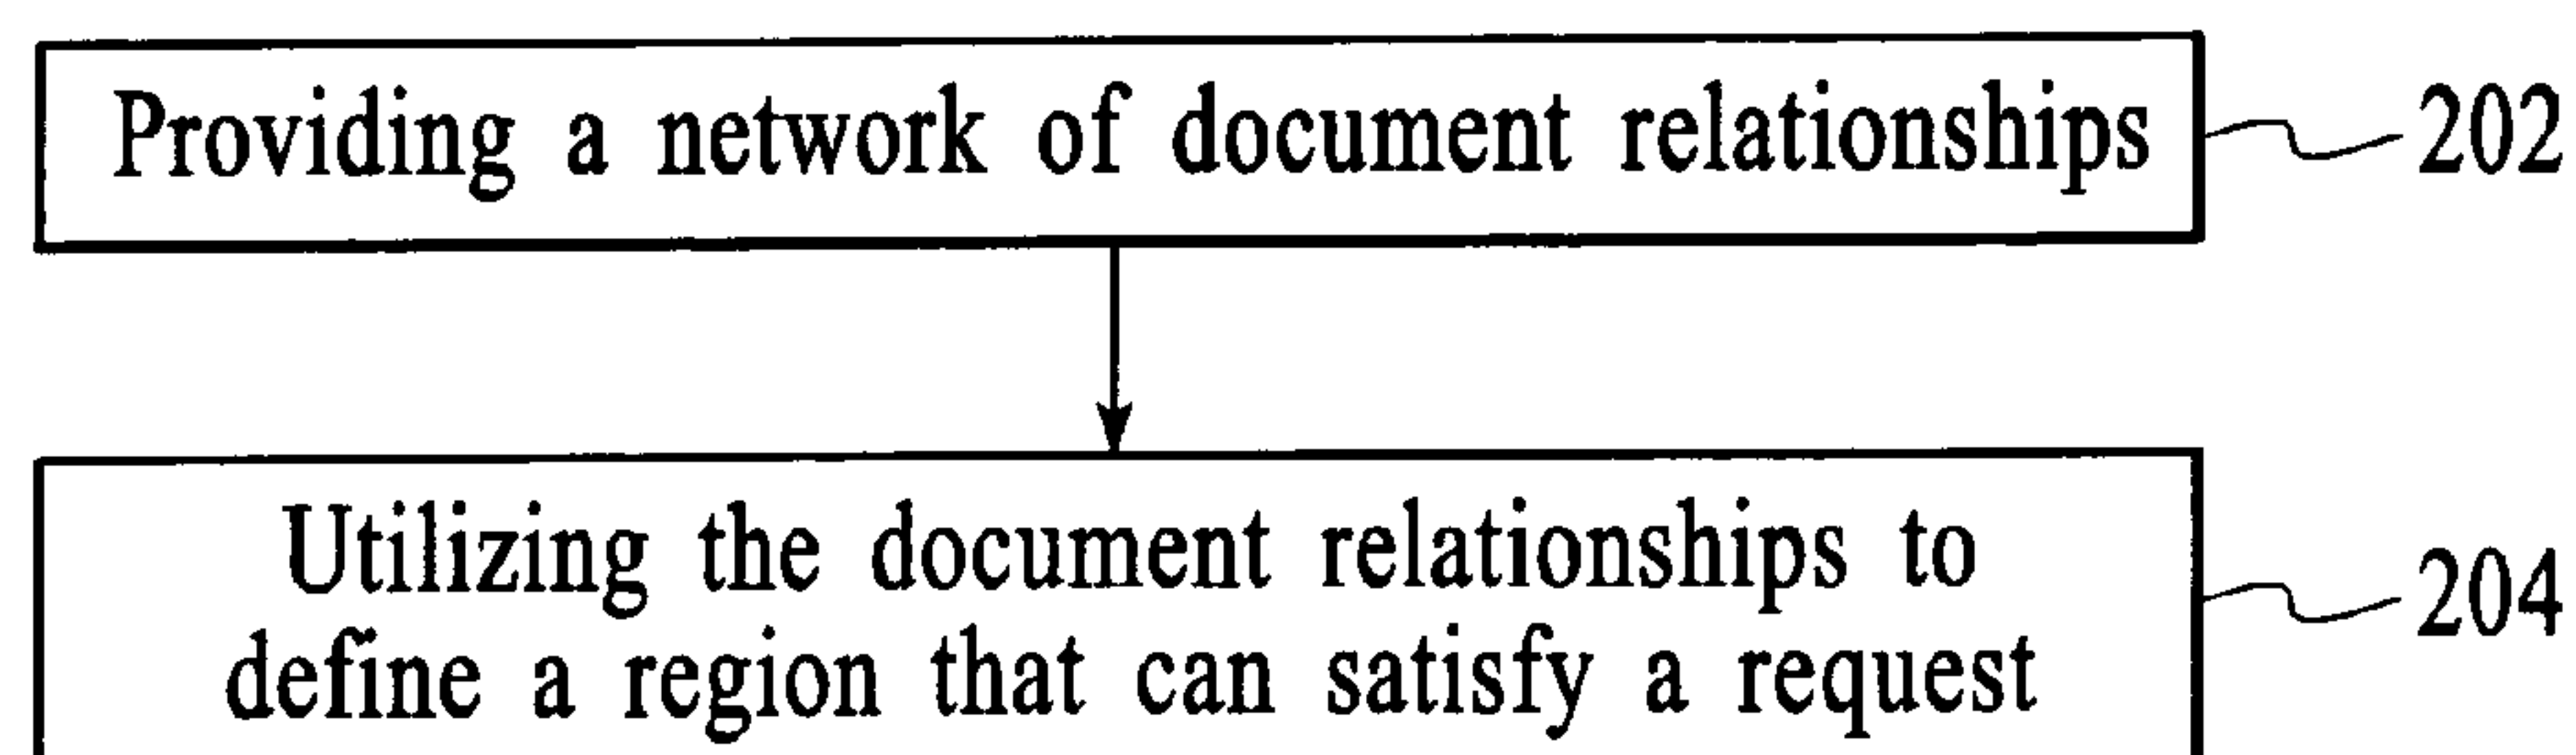 Providing a network of document relationships
202
Utilizing the document relationships to
define a region that can satisfy a request
204